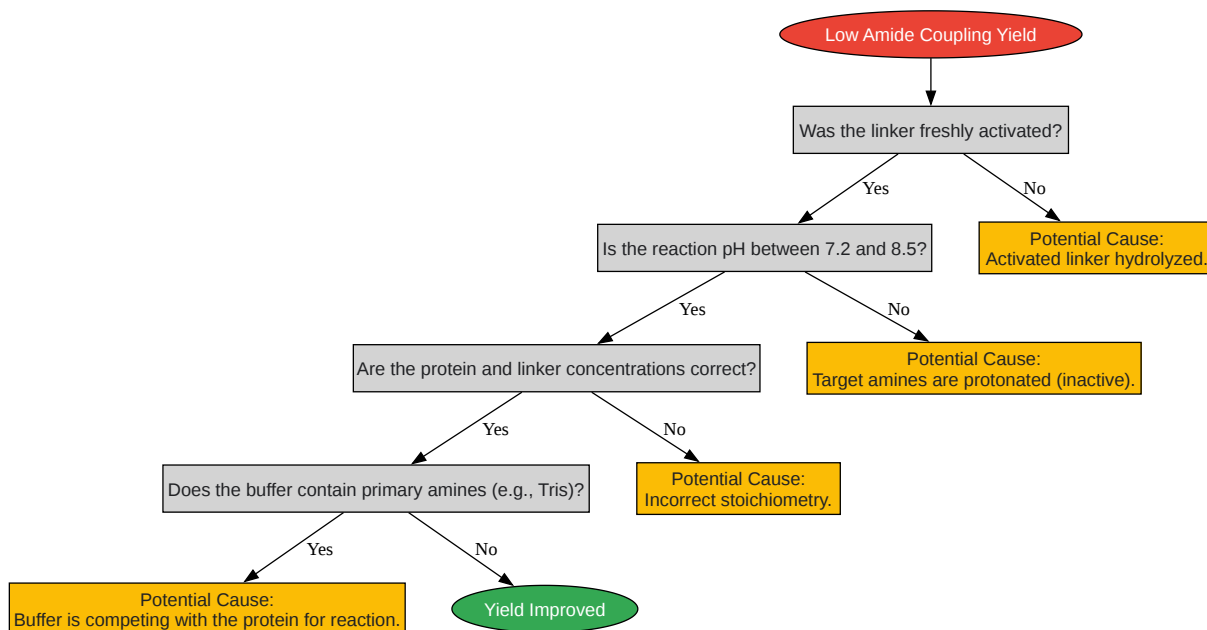 Low Amide Coupling Yield
Was the linker freshly activated?
Yes
No
Is the reaction pH between 7.2 and 8.5?
Potential Cause:
Activated linker hydrolyzed.
Yes
No
Are the protein and linker concentrations correct?
Potential Cause:
Target amines are protonated (inactive).
Yes
No
Does the buffer contain primary amines (e.g., Tris)?
Potential Cause:
Incorrect stoichiometry.
Yes
No
Potential Cause:
Buffer is competing with the protein for reaction.
Yield Improved